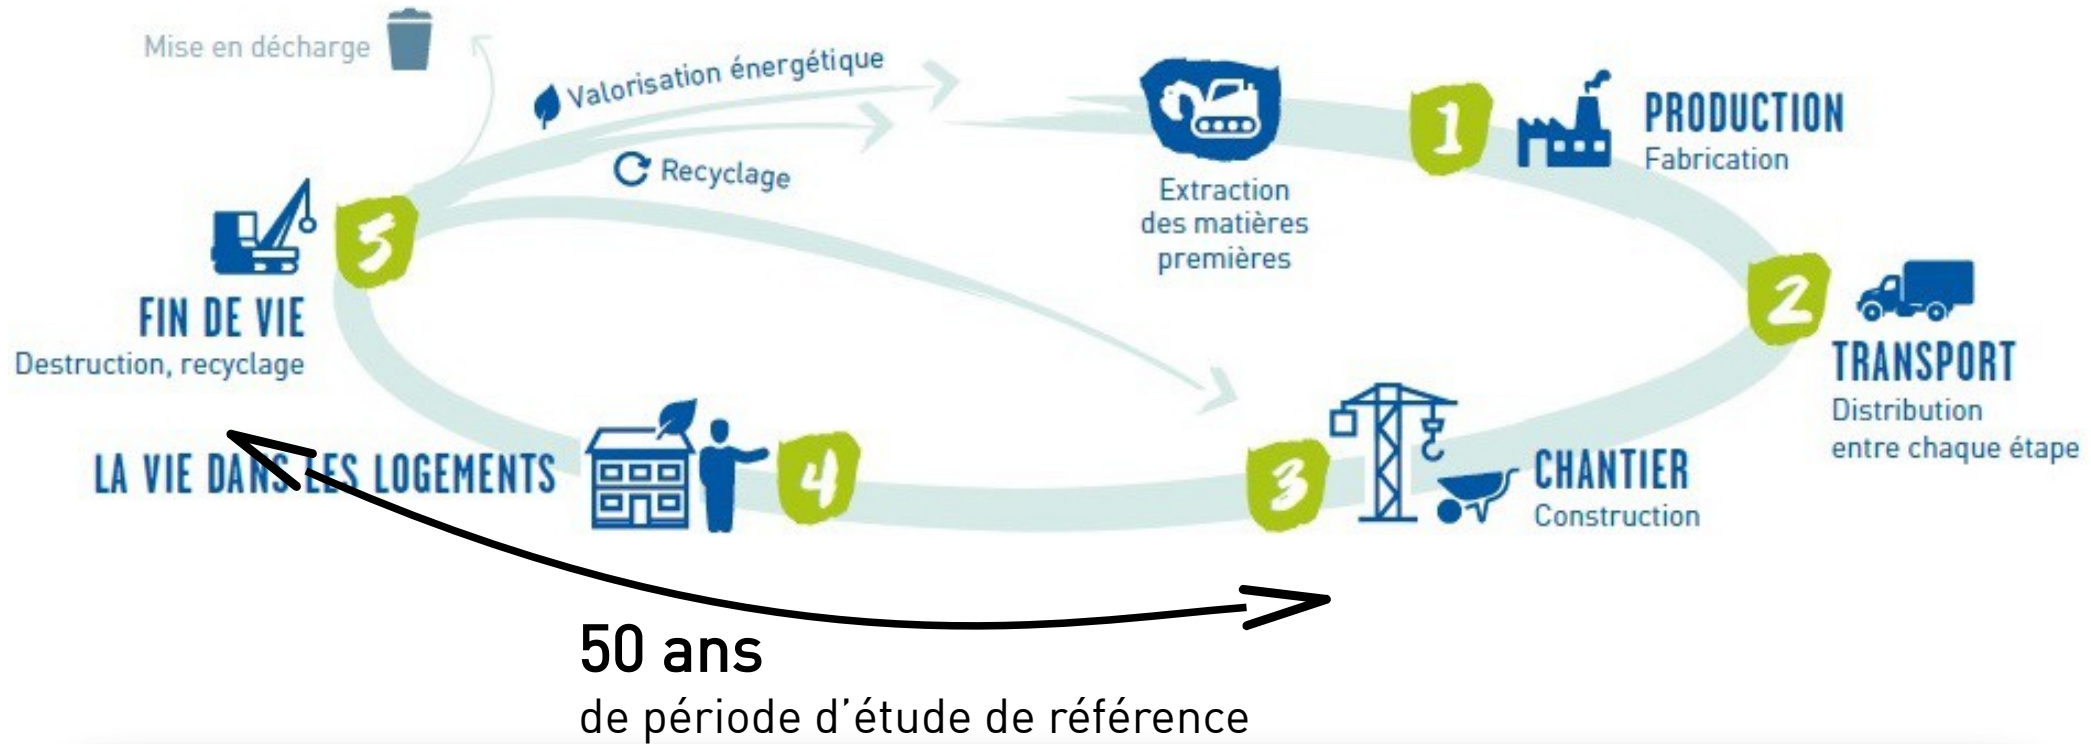 Mise en décharge
Valorisation énergétique
Recyclage
Extraction
des matières
premières
1
PRODUCTION
Fabrication
2
TRANSPORT
Distribution
entre chaque étape
3
CHANTIER
Construction
4
LA VIE DANS LES LOGEMENTS
5
FIN DE VIE
Destruction, recyclage
50 ans
de période d'étude de référence